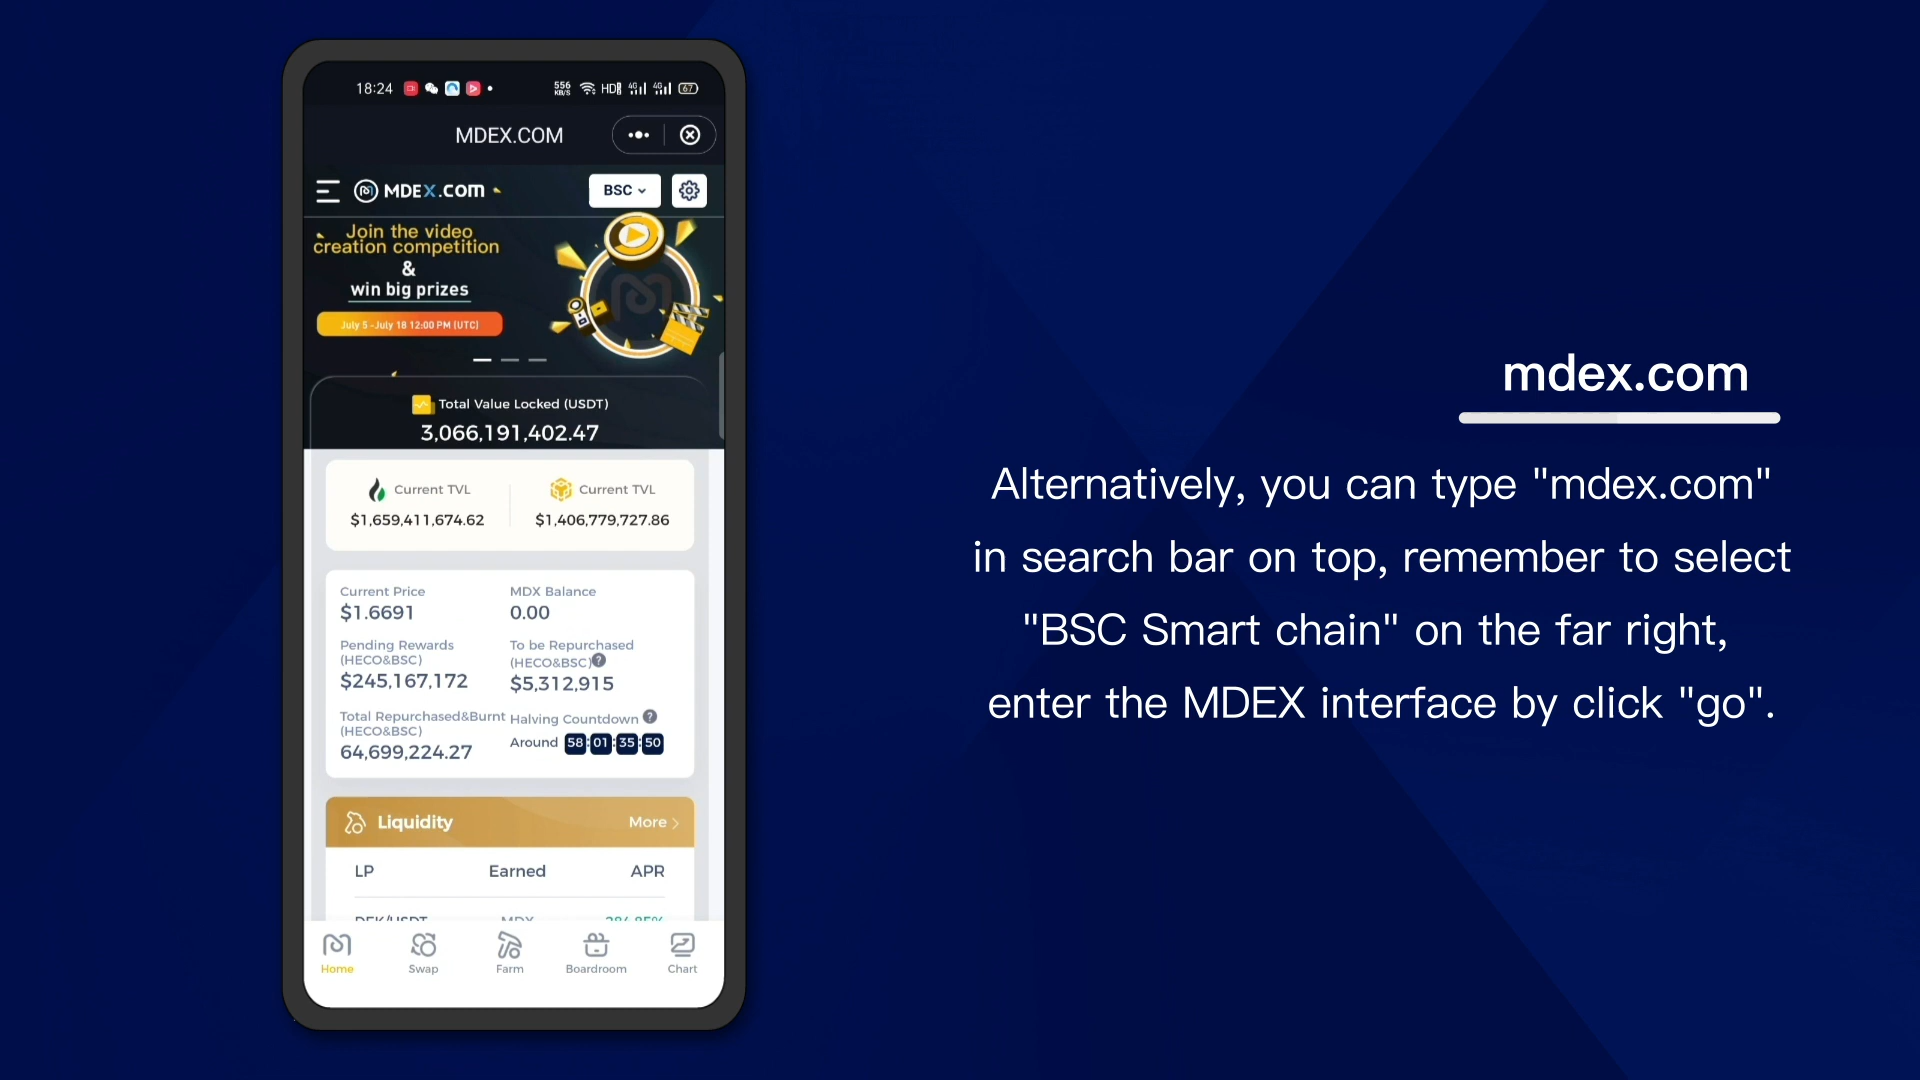 18:24
556 KB/S HD 4G 4G 67
MDEX.COM
MDEX.COM
BSC
Join the video
creation competition
&
win big prizes
July 5 -July 18 12:00 PM (UTC)
Total Value Locked (USDT)
3,066,191,402.47
Current TVL
$1,659,411,674.62
Current TVL
$1,406,779,727.86
Current Price
$1.6691
MDX Balance
0.00
Pending Rewards
(HECO&BSC)
$245,167,172
To be Repurchased
(HECO&BSC)?
$5,312,915
Total Repurchased&Burnt
(HECO&BSC)
64,699,224.27
Halving Countdown ?
Around 58:01:35:50
Liquidity More >
LP Earned APR
Home Swap Farm Boardroom Chart
mdex.com
Alternatively, you can type "mdex.com"
in search bar on top, remember to select
"BSC Smart chain" on the far right,
enter the MDEX interface by click "go".